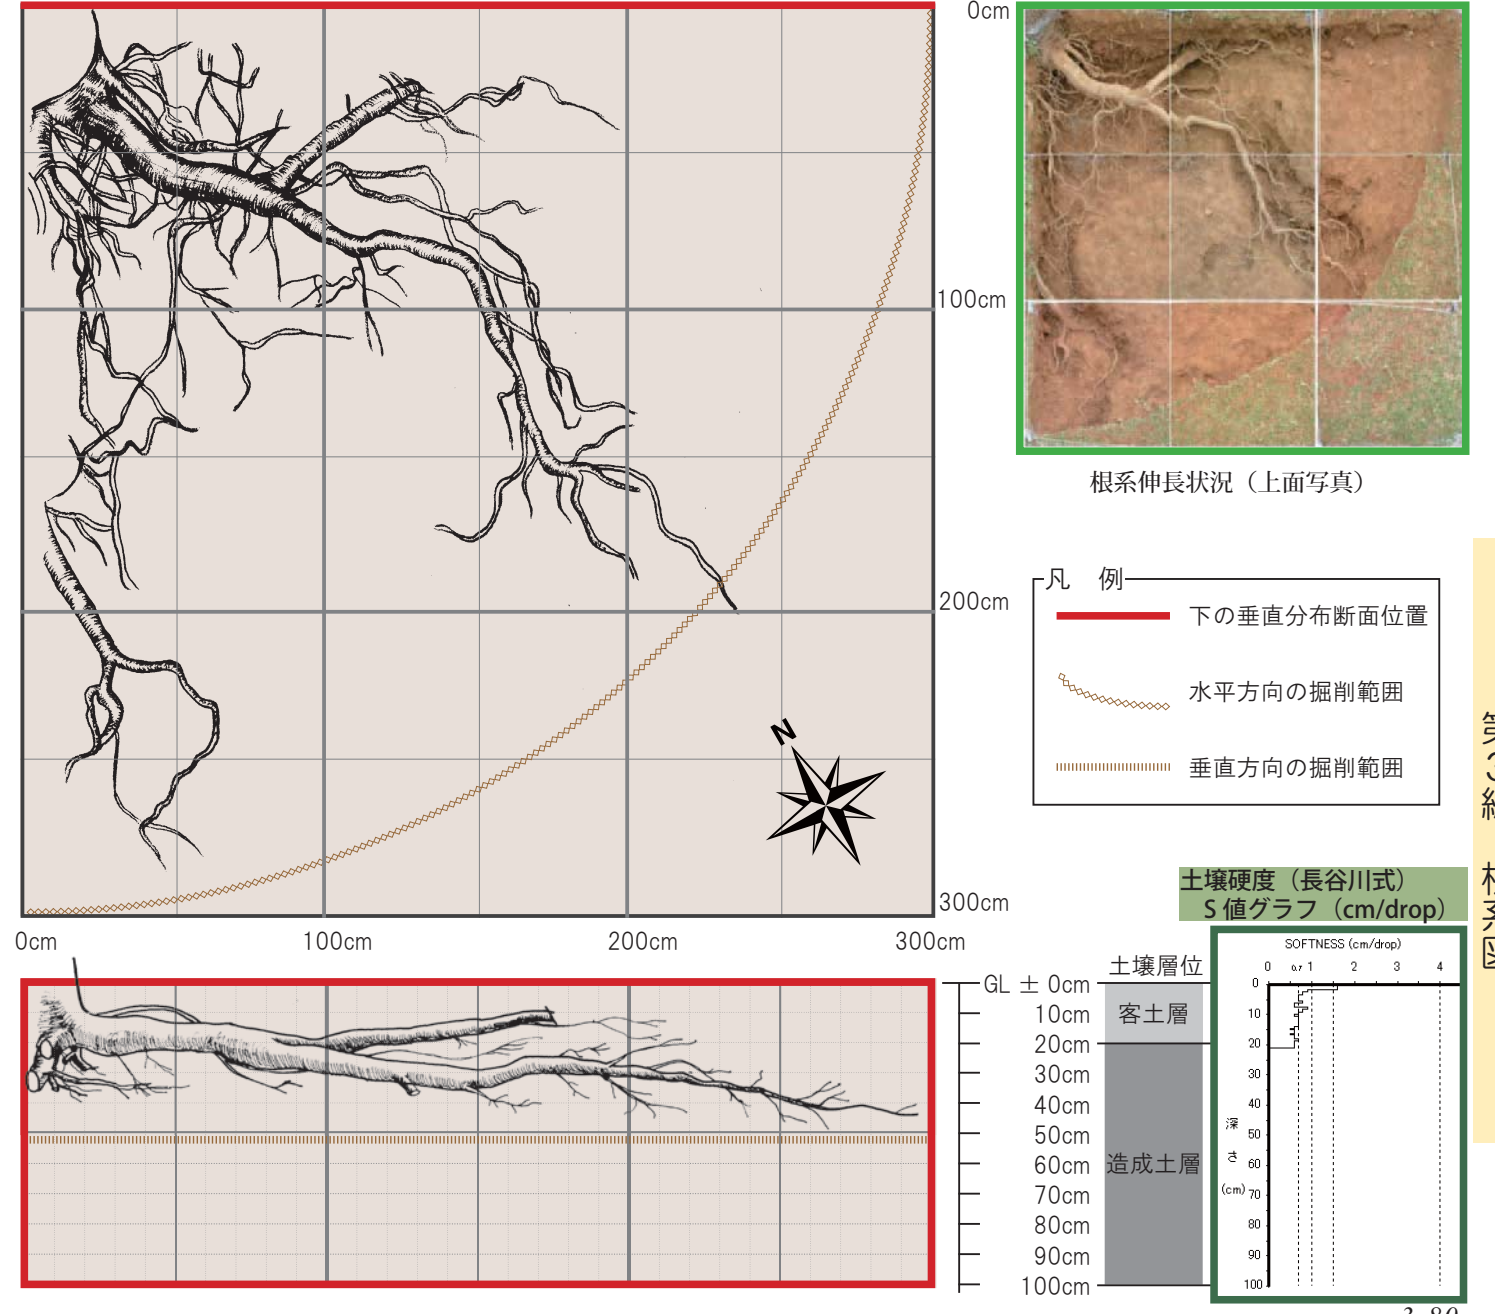 0cm
100cm
200cm
300cm
0cm
100cm
200cm
300cm
N
根系伸長状況（上面写真）
凡　例
下の垂直分布断面位置
水平方向の掘削範囲
垂直方向の掘削範囲
土壌硬度（長谷川式）
S 値グラフ（cm/drop）
土壌層位
GL ± 0cm
10cm
20cm
30cm
40cm
50cm
60cm
70cm
80cm
90cm
100cm
客土層
造成土層
SOFTNESS (cm/drop)
0 0.7 1 2 3 4
0
10
20
30
40
50
60
70
80
90
100
深さ
(cm)